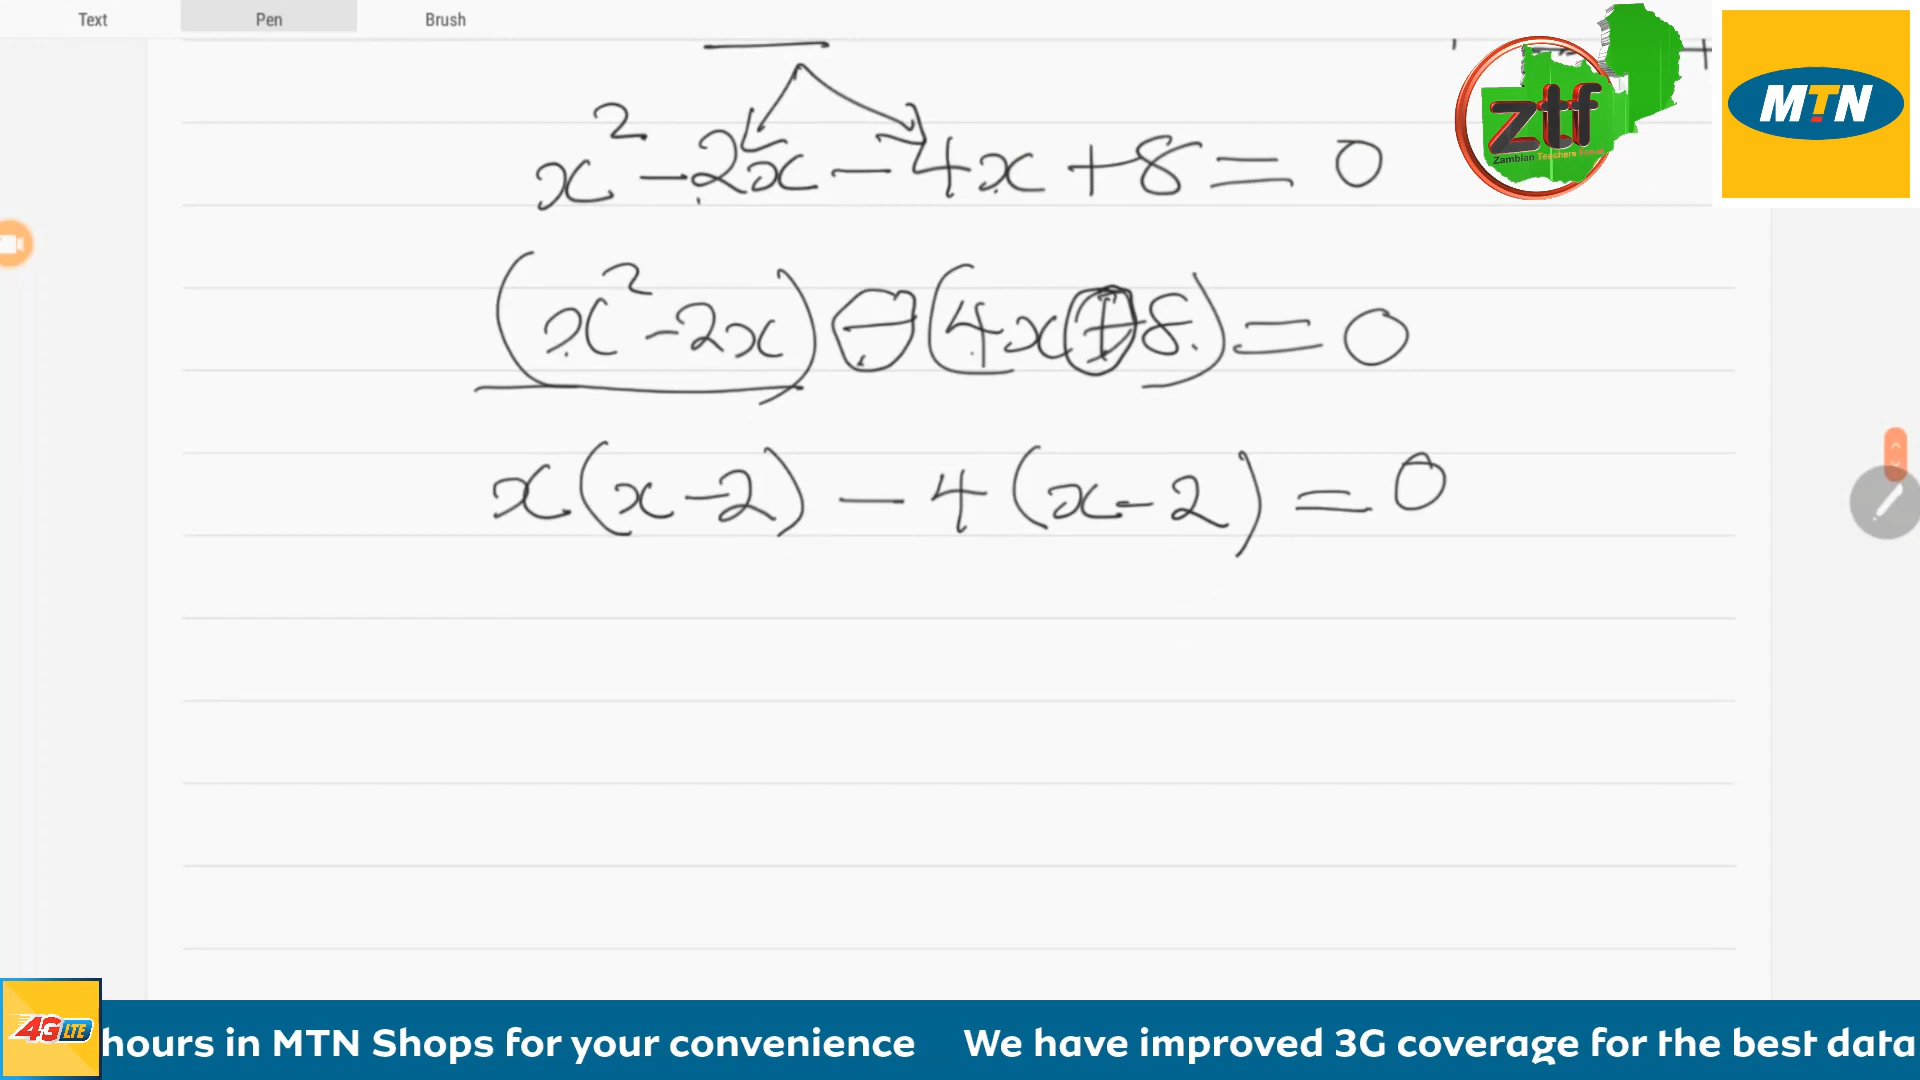 Text Pen Brush
x² - 2x - 4x + 8 = 0
(x² - 2x) - (4x - 8) = 0
x(x - 2) - 4(x - 2) = 0
ztf
Zambian Teachers Forum
MTN
4G LTE
hours in MTN Shops for your convenience We have improved 3G coverage for the best data